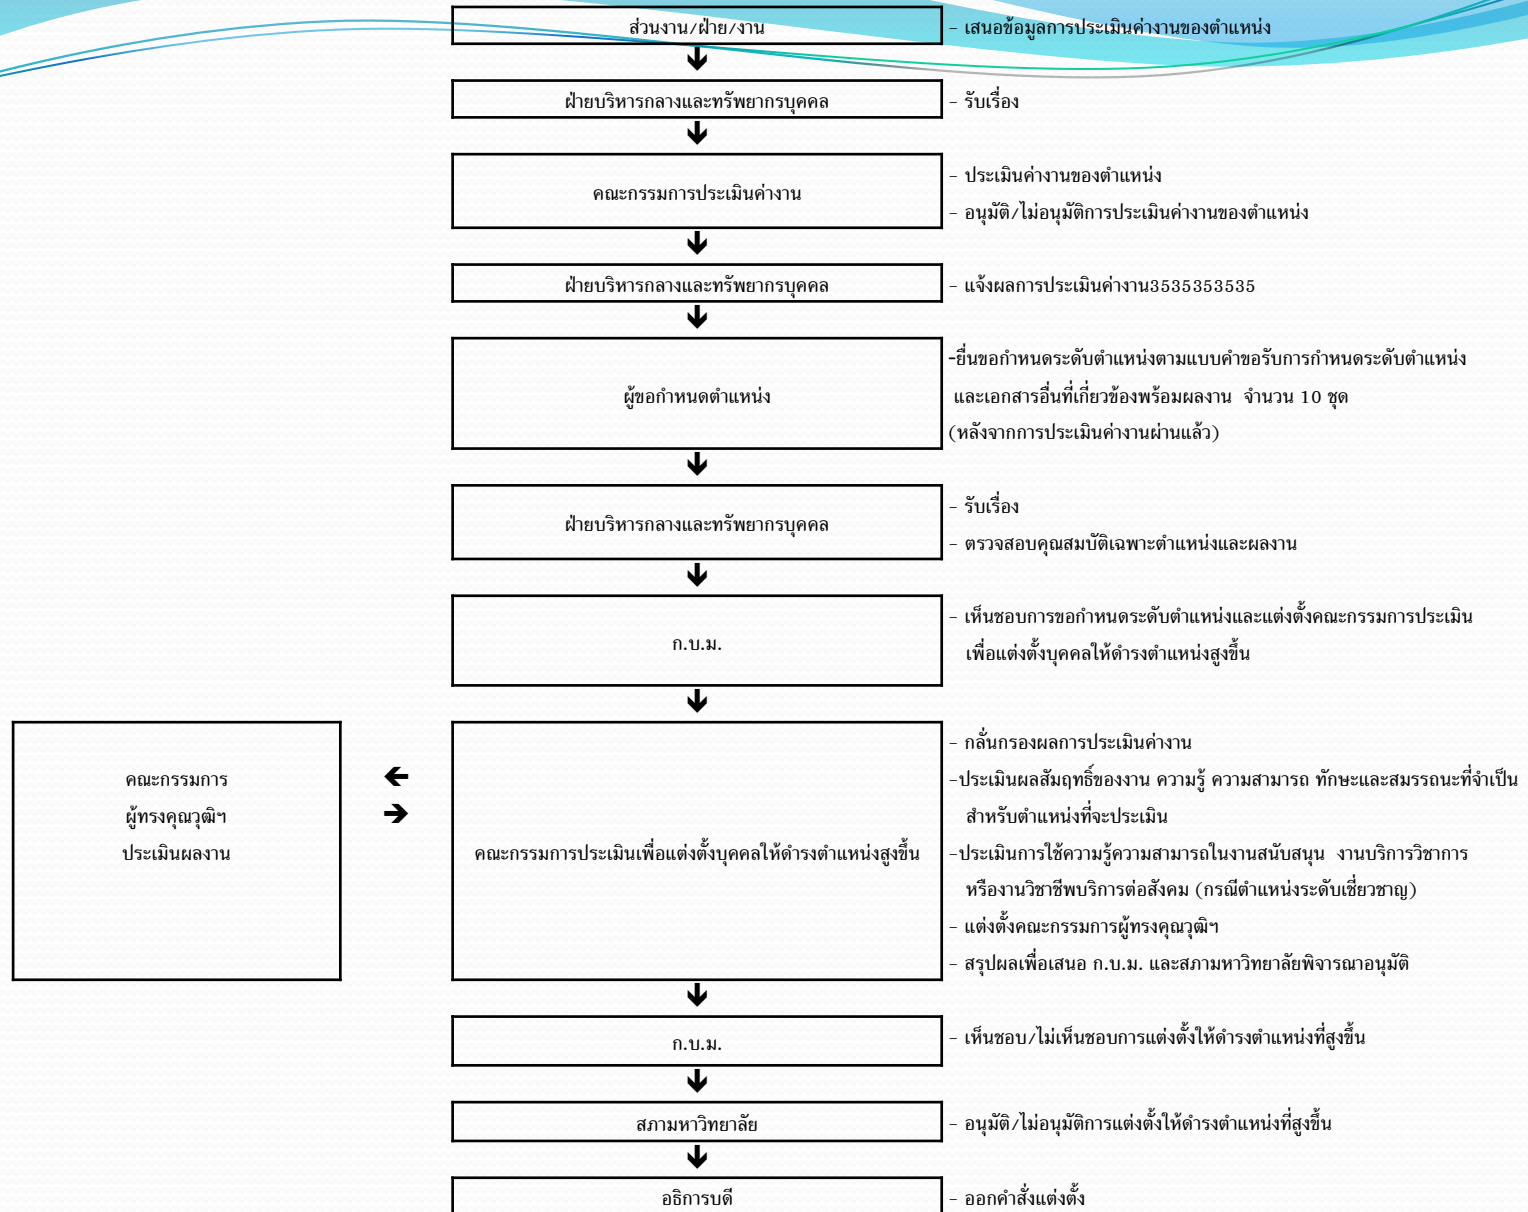 ส่วนงาน/ฝ่าย/งาน
- เสนอข้อมูลการประเมินค่างานของตำแหน่ง
ฝ่ายบริหารกลางและทรัพยากรบุคคล
- รับเรื่อง
คณะกรรมการประเมินค่างาน
- ประเมินค่างานของตำแหน่ง
- อนุมัติ/ไม่อนุมัติการประเมินค่างานของตำแหน่ง
ฝ่ายบริหารกลางและทรัพยากรบุคคล
- แจ้งผลการประเมินค่างาน3535353535
ผู้ขอกำหนดตำแหน่ง
-ยื่นขอกำหนดระดับตำแหน่งตามแบบคำขอรับการกำหนดระดับตำแหน่ง
และเอกสารอื่นที่เกี่ยวข้องพร้อมผลงาน จำนวน 10 ชุด
(หลังจากการประเมินค่างานผ่านแล้ว)
ฝ่ายบริหารกลางและทรัพยากรบุคคล
- รับเรื่อง
- ตรวจสอบคุณสมบัติเฉพาะตำแหน่งและผลงาน
ก.บ.ม.
- เห็นชอบการขอกำหนดระดับตำแหน่งและแต่งตั้งคณะกรรมการประเมิน
เพื่อแต่งตั้งบุคคลให้ดำรงตำแหน่งสูงขึ้น
คณะกรรมการ
ผู้ทรงคุณวุฒิฯ
ประเมินผลงาน
คณะกรรมการประเมินเพื่อแต่งตั้งบุคคลให้ดำรงตำแหน่งสูงขึ้น
- กลั่นกรองผลการประเมินค่างาน
-ประเมินผลสัมฤทธิ์ของงาน ความรู้ ความสามารถ ทักษะและสมรรถนะที่จำเป็น
สำหรับตำแหน่งที่จะประเมิน
-ประเมินการใช้ความรู้ความสามารถในงานสนับสนุน งานบริการวิชาการ
หรืองานวิชาชีพบริการต่อสังคม (กรณีตำแหน่งระดับเชี่ยวชาญ)
- แต่งตั้งคณะกรรมการผู้ทรงคุณวุฒิฯ
- สรุปผลเพื่อเสนอ ก.บ.ม. และสภามหาวิทยาลัยพิจารณาอนุมัติ
ก.บ.ม.
- เห็นชอบ/ไม่เห็นชอบการแต่งตั้งให้ดำรงตำแหน่งที่สูงขึ้น
สภามหาวิทยาลัย
- อนุมัติ/ไม่อนุมัติการแต่งตั้งให้ดำรงตำแหน่งที่สูงขึ้น
อธิการบดี
- ออกคำสั่งแต่งตั้ง